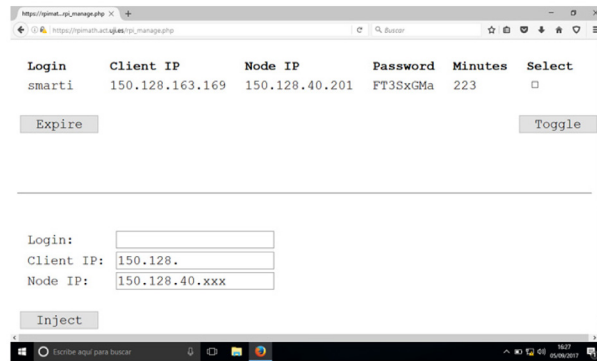 https://rpimat...rpi_manage.php
https://rpimath.act.uji.es/rpi_manage.php
Buscar
Login Client IP Node IP Password Minutes Select
smarti 150.128.163.169 150.128.40.201 FT3SxGMa 223
Expire Toggle
Login:
Client IP: 150.128.
Node IP: 150.128.40.xxx
Inject
Escribe aquí para buscar
16:27
05/09/2017